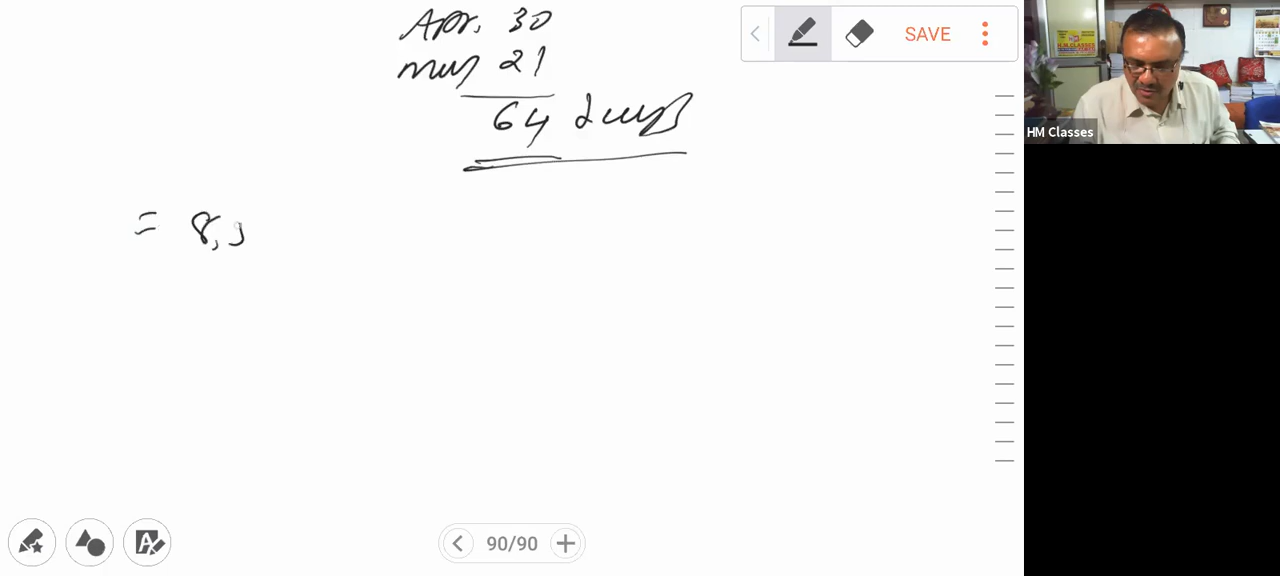 Apr. 30
may 21
64 days
= 8,
SAVE
HM Classes
90/90